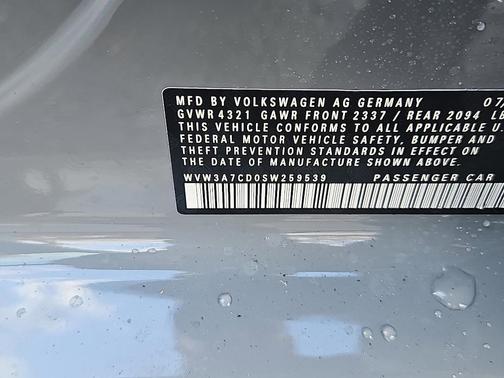 MFD BY VOLKSWAGEN AG GERMANY 07/
GVWR 4321 GAWR FRONT 2337 / REAR 2094 LB
THIS VEHICLE CONFORMS TO ALL APPLICABLE U.
FEDERAL MOTOR VEHICLE SAFETY, BUMPER AND
THEFT PREVENTION STANDARDS IN EFFECT ON
THE DATE OF MANUFACTURE SHOWN ABOVE.
WVW3A7CD0SW259539 PASSENGER CAR